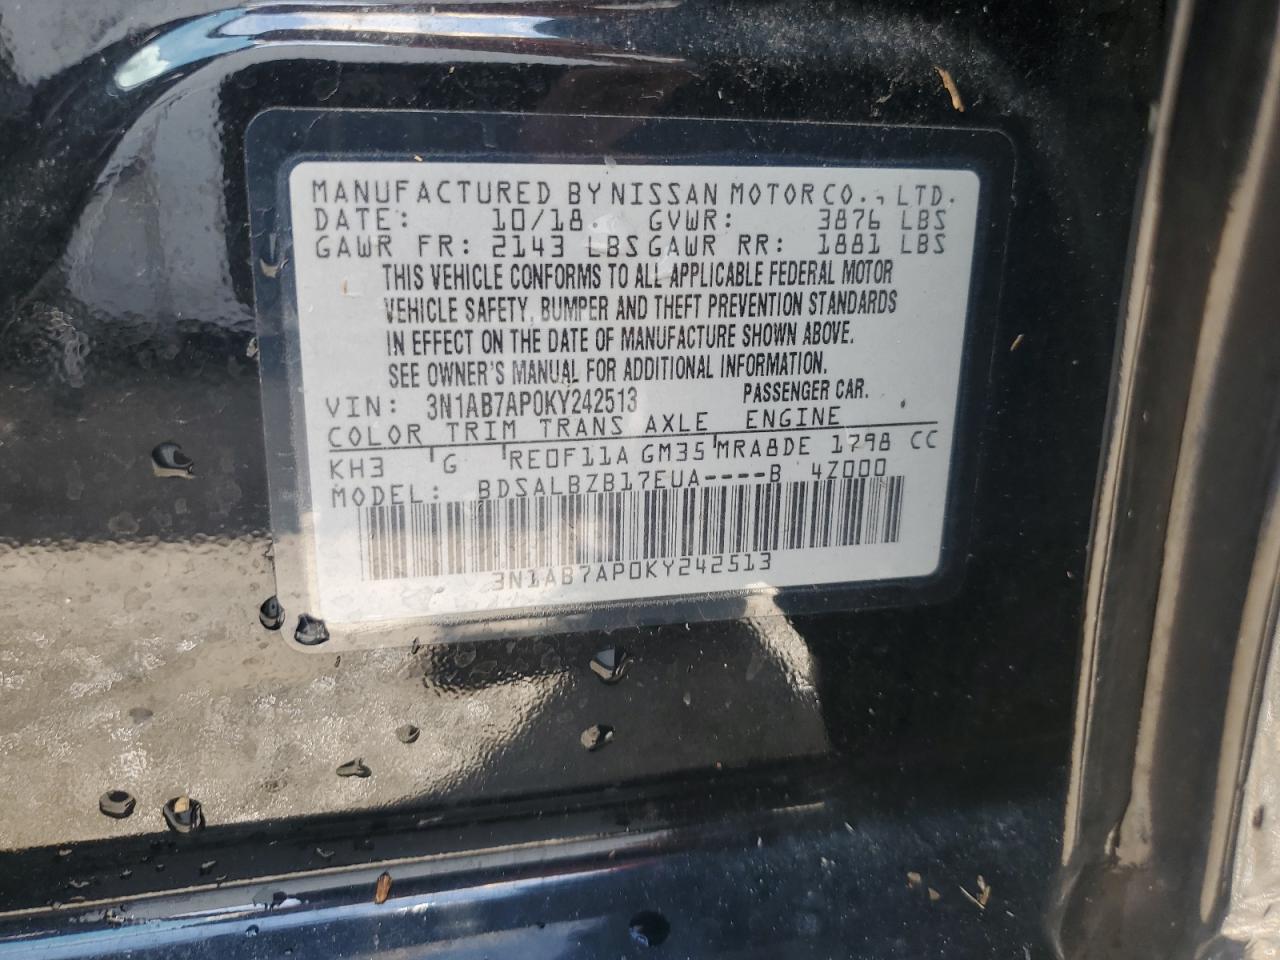 MANUFACTURED BY NISSAN MOTOR CO., LTD.
DATE: 10/18 GVWR: 3876 LBS
GAWR FR: 2143 LBS GAWR RR: 1881 LBS
THIS VEHICLE CONFORMS TO ALL APPLICABLE FEDERAL MOTOR
VEHICLE SAFETY, BUMPER AND THEFT PREVENTION STANDARDS
IN EFFECT ON THE DATE OF MANUFACTURE SHOWN ABOVE.
SEE OWNER'S MANUAL FOR ADDITIONAL INFORMATION.
VIN: 3N1AB7AP0KY242513 PASSENGER CAR.
COLOR TRIM TRANS AXLE ENGINE
KH3 G RE0F11A GM35 MRA8DE 1798 CC
MODEL: BDSALBZB17EUA----B 4Z000
3N1AB7AP0KY242513